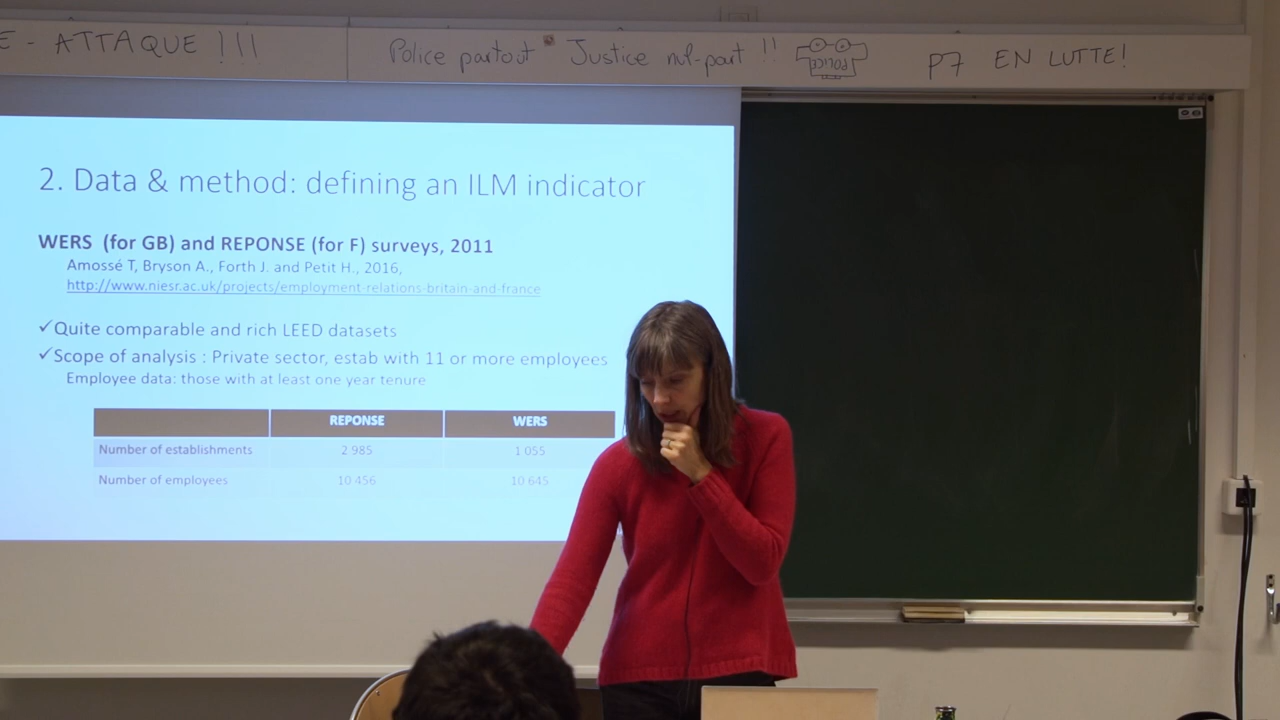 E - ATTAQUE !!!
Police partout Justice nul-part !!
POLICE
P7 EN LUTTE!
2. Data & method: defining an ILM indicator
WERS (for GB) and REPONSE (for F) surveys, 2011
Amossé T, Bryson A., Forth J. and Petit H., 2016,
http://www.niesr.ac.uk/projects/employment-relations-britain-and-france
✓Quite comparable and rich LEED datasets
✓Scope of analysis : Private sector, estab with 11 or more employees
Employee data: those with at least one year tenure
REPONSE WERS
Number of establishments 2 985 1 055
Number of employees 10 456 10 645